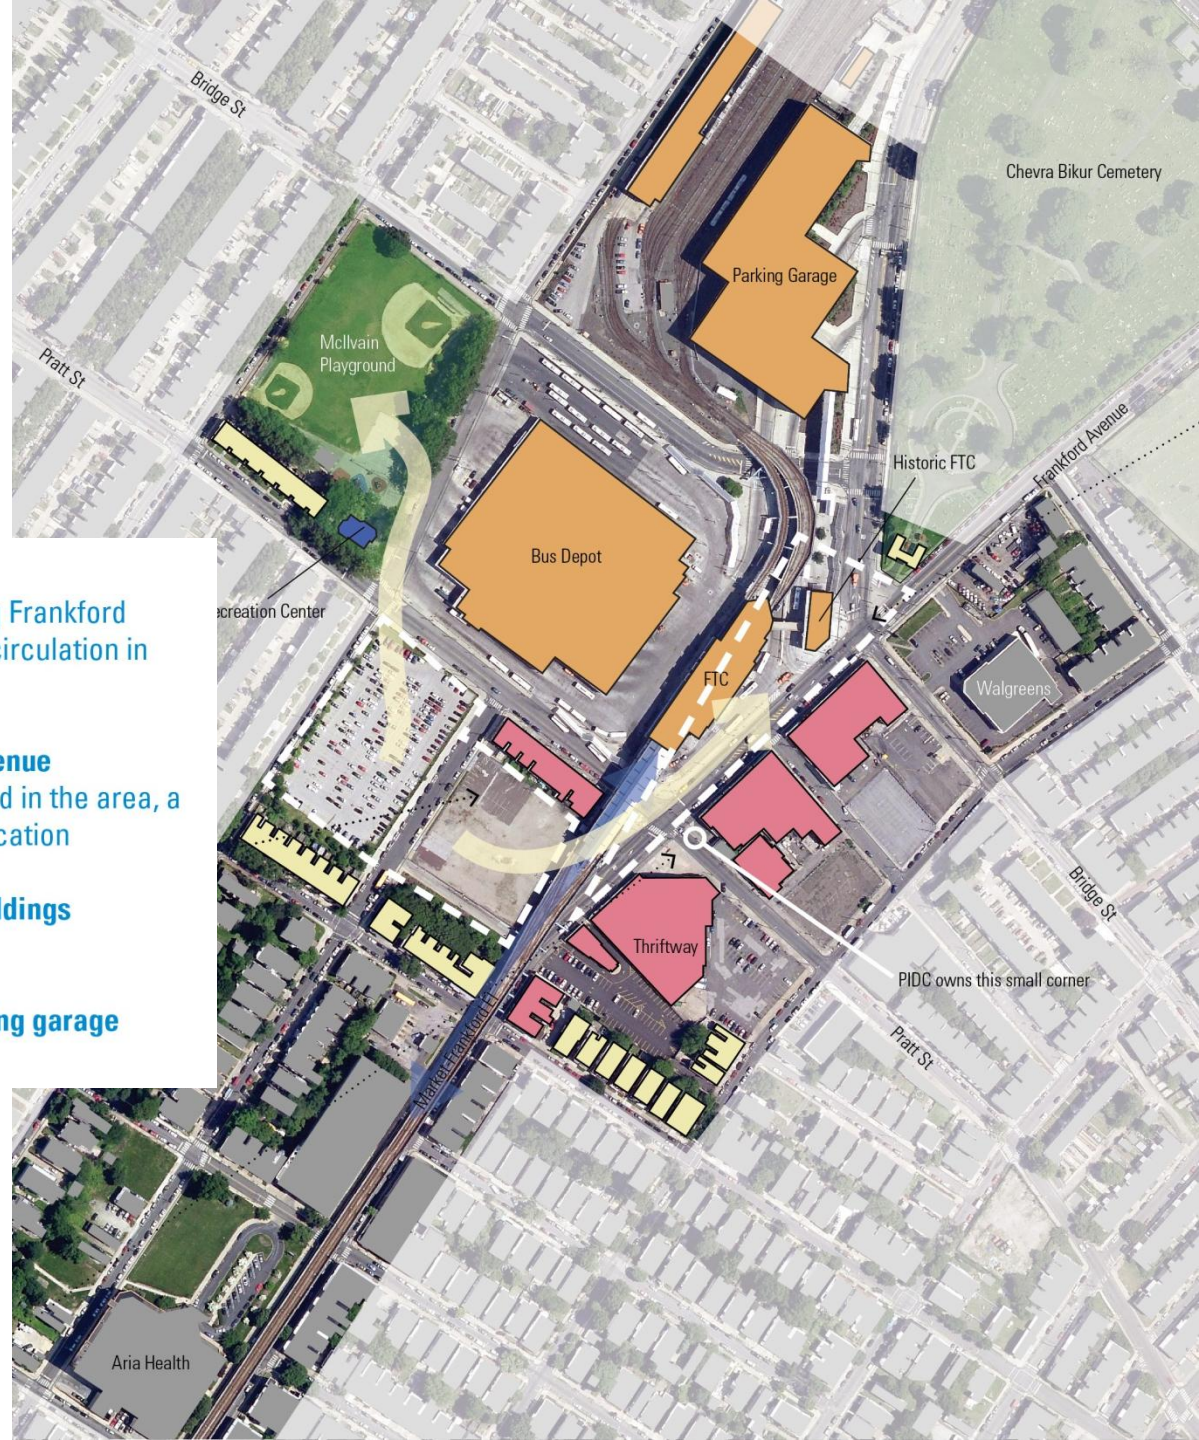 Bridge St
Chevra Bikur Cemetery
Parking Garage
McIlvain
Playground
Pratt St
Frankford Avenue
Historic FTC
Bus Depot
Frankford
ecreation Center
circulation in
FTC
Walgreens
enue
d in the area, a
cation
Bridge St
ldings
Thriftway
PIDC owns this small corner
ng garage
Pratt St
Market-Frankford El
Aria Health